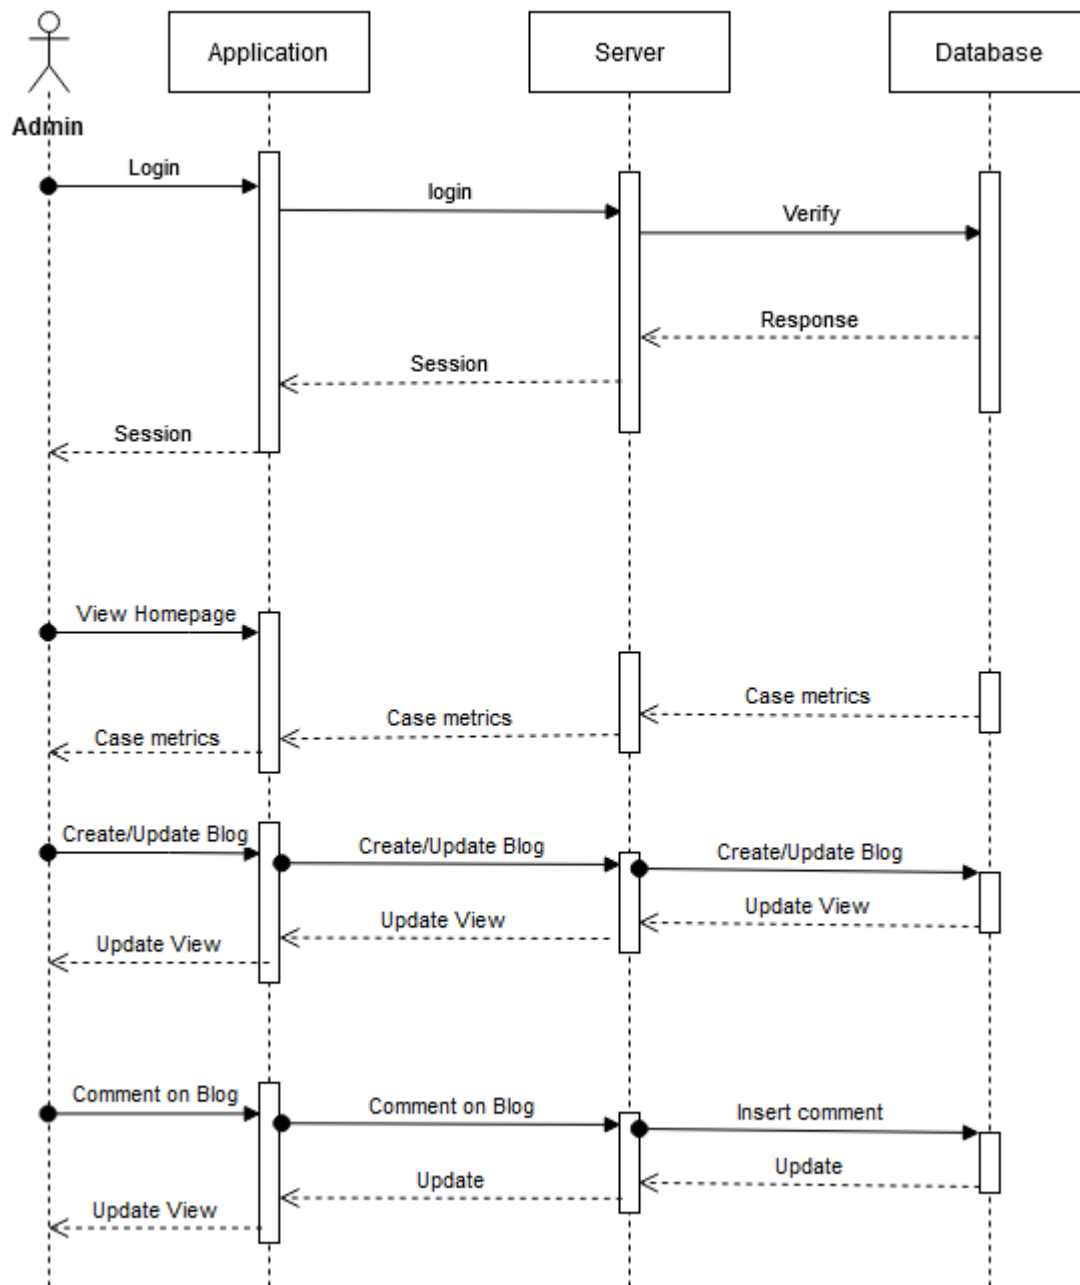 Application
Server
Database
Admin
Login
login
Verify
Response
Session
Session
View Homepage
Case metrics
Case metrics
Case metrics
Create/Update Blog
Create/Update Blog
Create/Update Blog
Update View
Update View
Update View
Comment on Blog
Comment on Blog
Insert comment
Update
Update
Update View